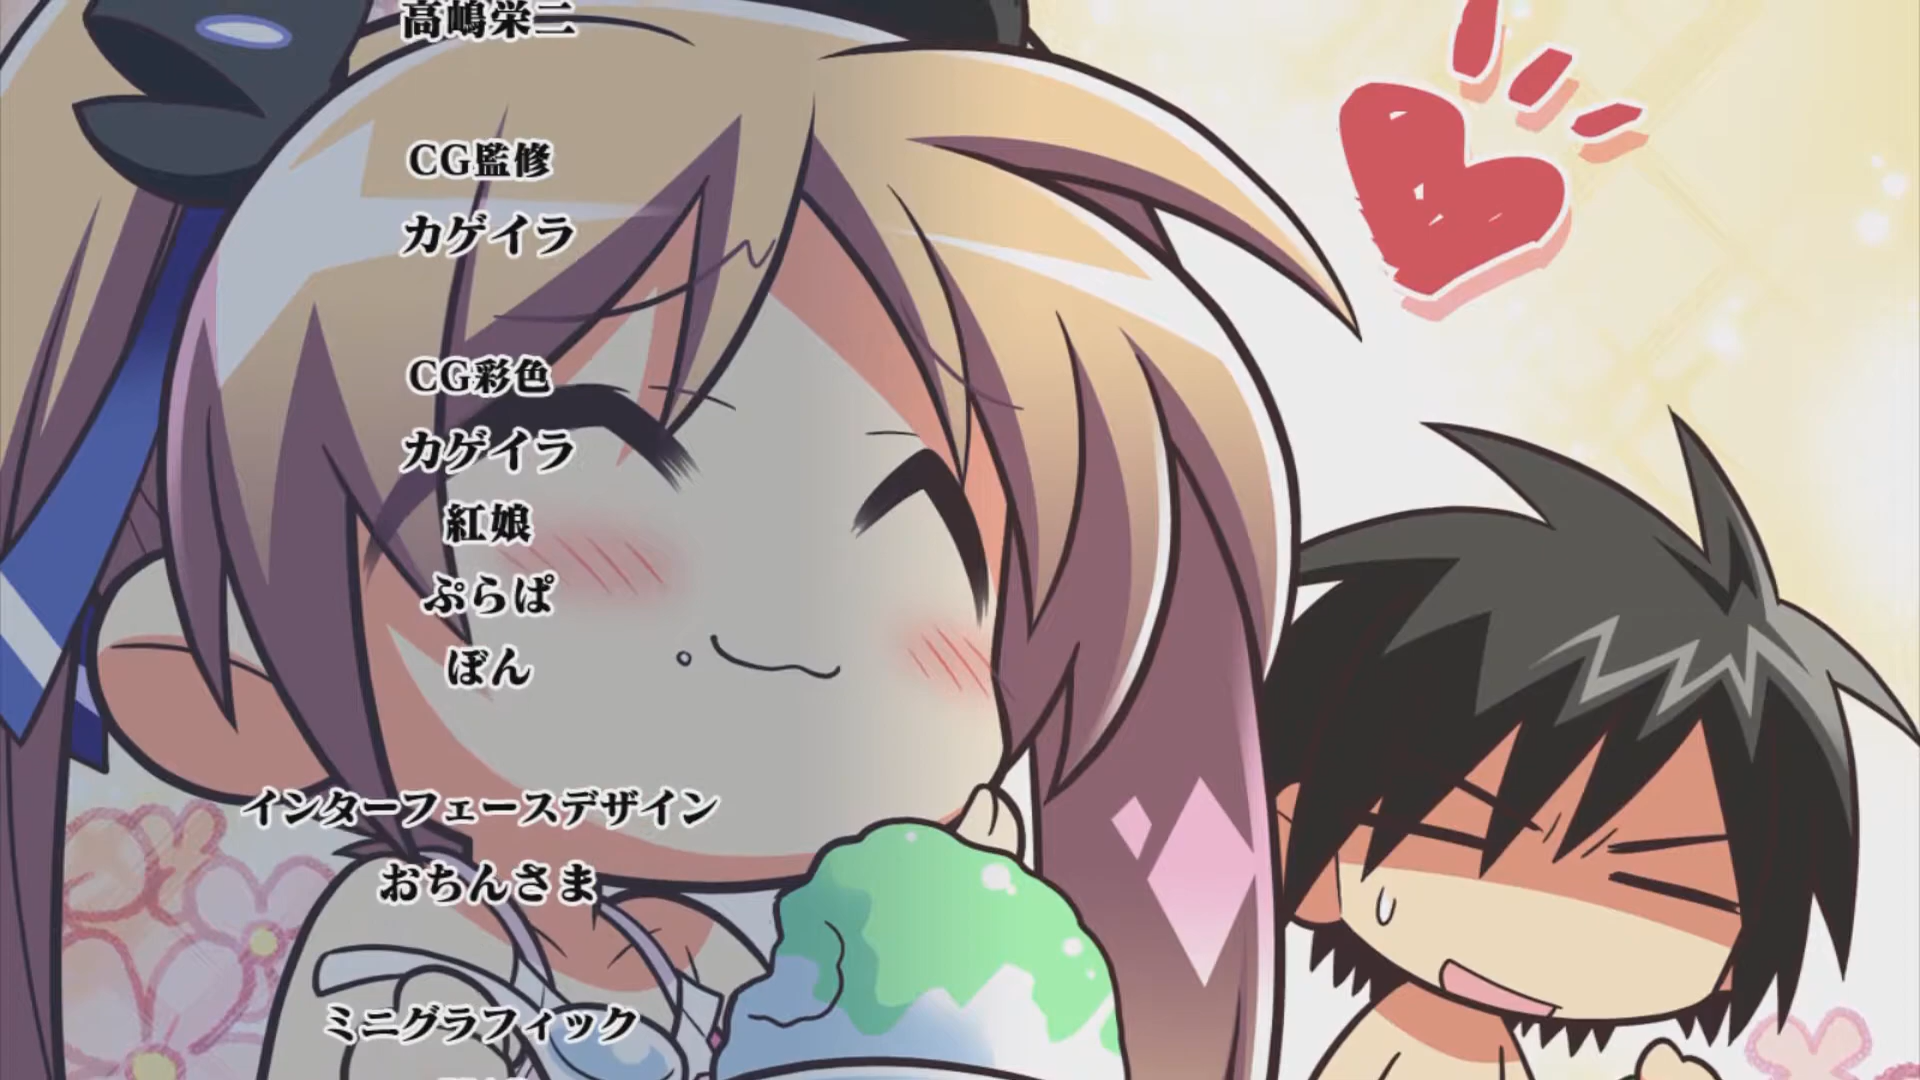 高嶋栄二
CG監修
カゲイラ
CG彩色
カゲイラ
紅娘
ぷらぱ
ぼん
インターフェースデザイン
おちんさま
ミニグラフィック